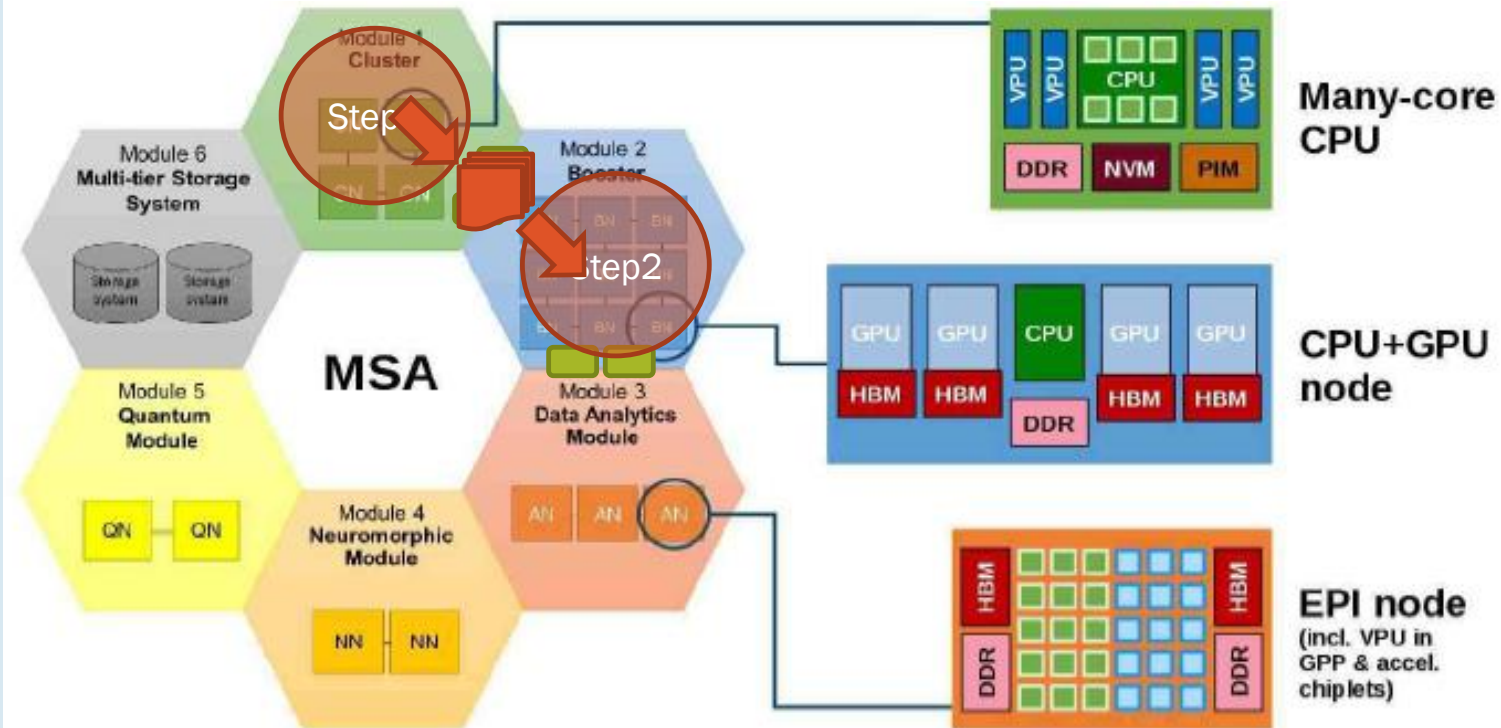 Module 1
Cluster
Step
CN
CN
Module 2
Booster
BN
BN
BN
BN
BN
BN
Step2
Module 6
Multi-tier Storage
System
Storage
system
Storage
system
MSA
Module 5
Quantum
Module
QN
QN
Module 4
Neuromorphic
Module
NN
NN
Module 3
Data Analytics
Module
AN
AN
AN
VPU
VPU
CPU
VPU
VPU
DDR
NVM
PIM
Many-core
CPU
GPU
GPU
CPU
GPU
GPU
HBM
HBM
HBM
HBM
DDR
CPU+GPU
node
HBM
HBM
DDR
DDR
EPI node
(incl. VPU in
GPP & accel.
chiplets)